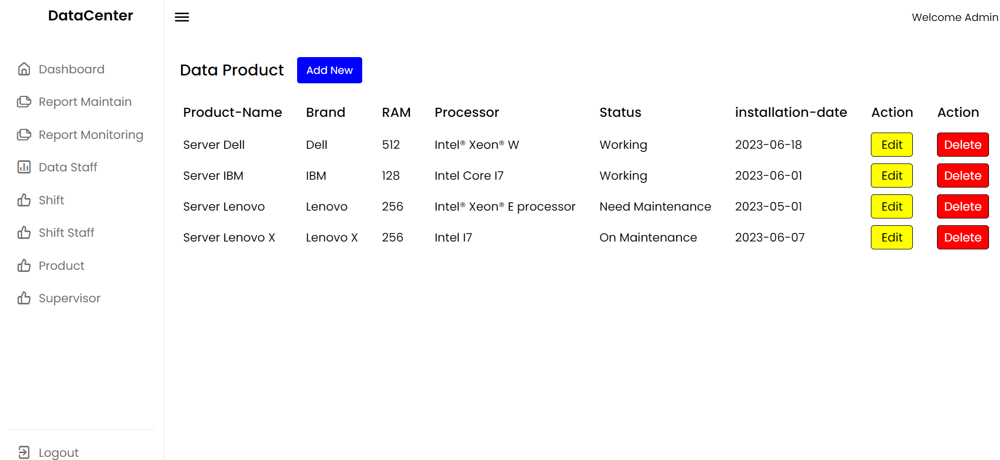 DataCenter
Welcome Admin
Dashboard
Report Maintain
Report Monitoring
Data Staff
Shift
Shift Staff
Product
Supervisor
Logout
Data Product Add New
Product-Name Brand RAM Processor Status installation-date Action Action
Server Dell Dell 512 Intel® Xeon® W Working 2023-06-18 Edit Delete
Server IBM IBM 128 Intel Core I7 Working 2023-06-01 Edit Delete
Server Lenovo Lenovo 256 Intel® Xeon® E processor Need Maintenance 2023-05-01 Edit Delete
Server Lenovo X Lenovo X 256 Intel I7 On Maintenance 2023-06-07 Edit Delete